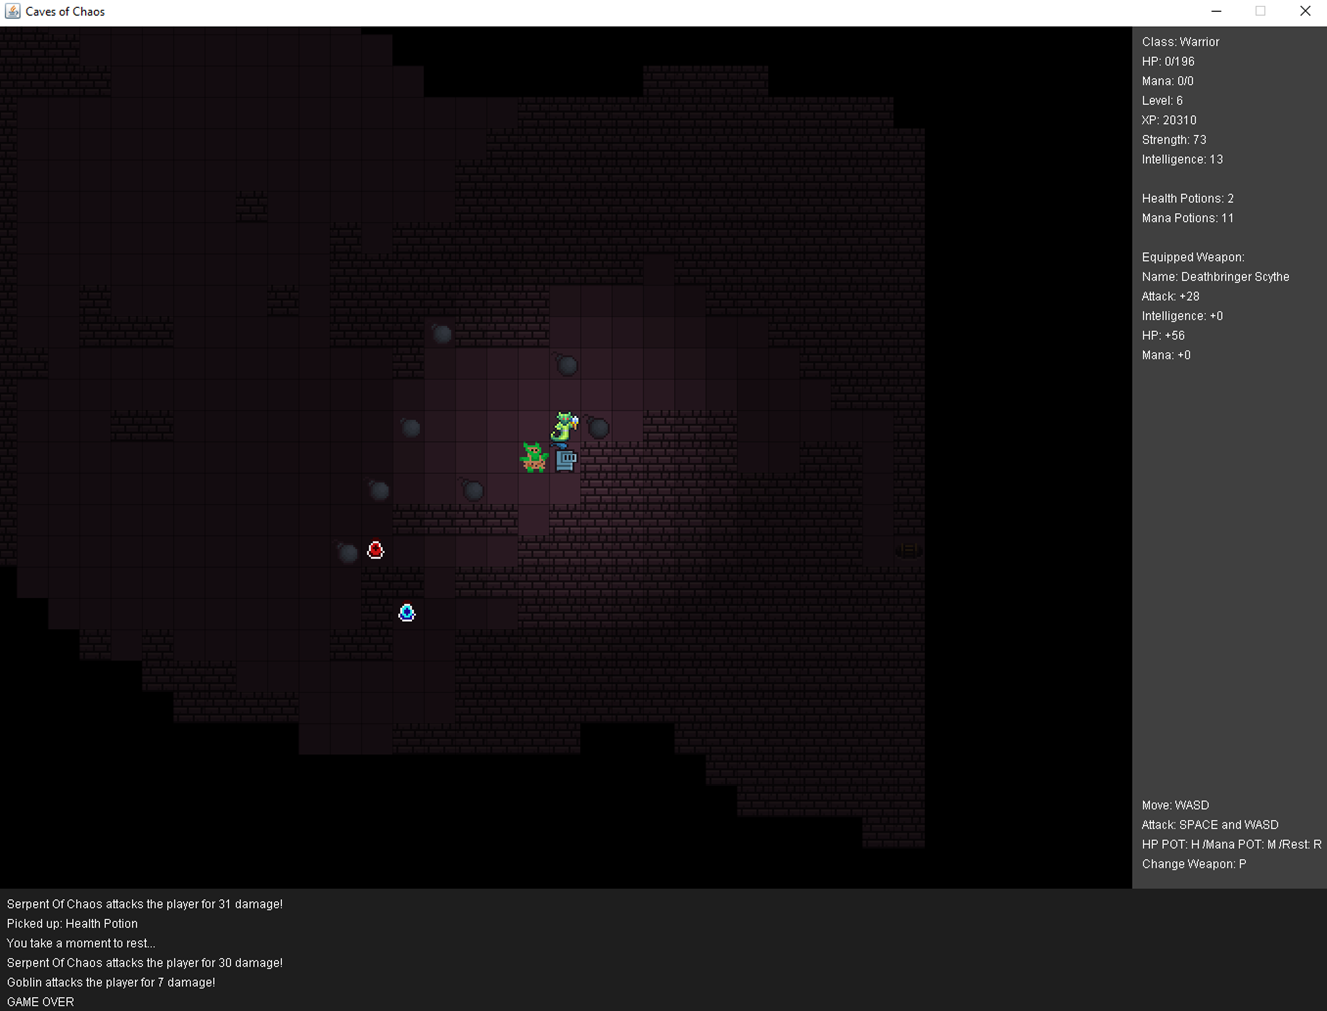 Caves of Chaos
Class: Warrior
HP: 0/196
Mana: 0/0
Level: 6
XP: 20310
Strength: 73
Intelligence: 13
Health Potions: 2
Mana Potions: 11
Equipped Weapon:
Name: Deathbringer Scythe
Attack: +28
Intelligence: +0
HP: +56
Mana: +0
Move: WASD
Attack: SPACE and WASD
HP POT: H /Mana POT: M /Rest: R
Change Weapon: P
Serpent Of Chaos attacks the player for 31 damage!
Picked up: Health Potion
You take a moment to rest...
Serpent Of Chaos attacks the player for 30 damage!
Goblin attacks the player for 7 damage!
GAME OVER